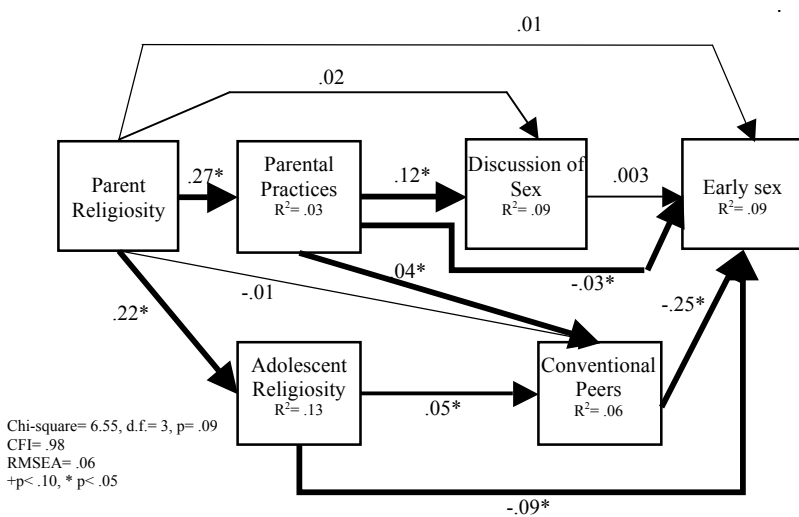 .01
.02
Parent
Religiosity
.27*
Parental
Practices
R²= .03
.12*
Discussion of
Sex
R²= .09
.003
Early sex
R²= .09
-.03*
.04*
-.01
.22*
-.25*
Adolescent
Religiosity
R²= .13
.05*
Conventional
Peers
R²= .06
-.09*
Chi-square= 6.55, d.f.= 3, p= .09
CFI= .98
RMSEA= .06
+p< .10, * p< .05